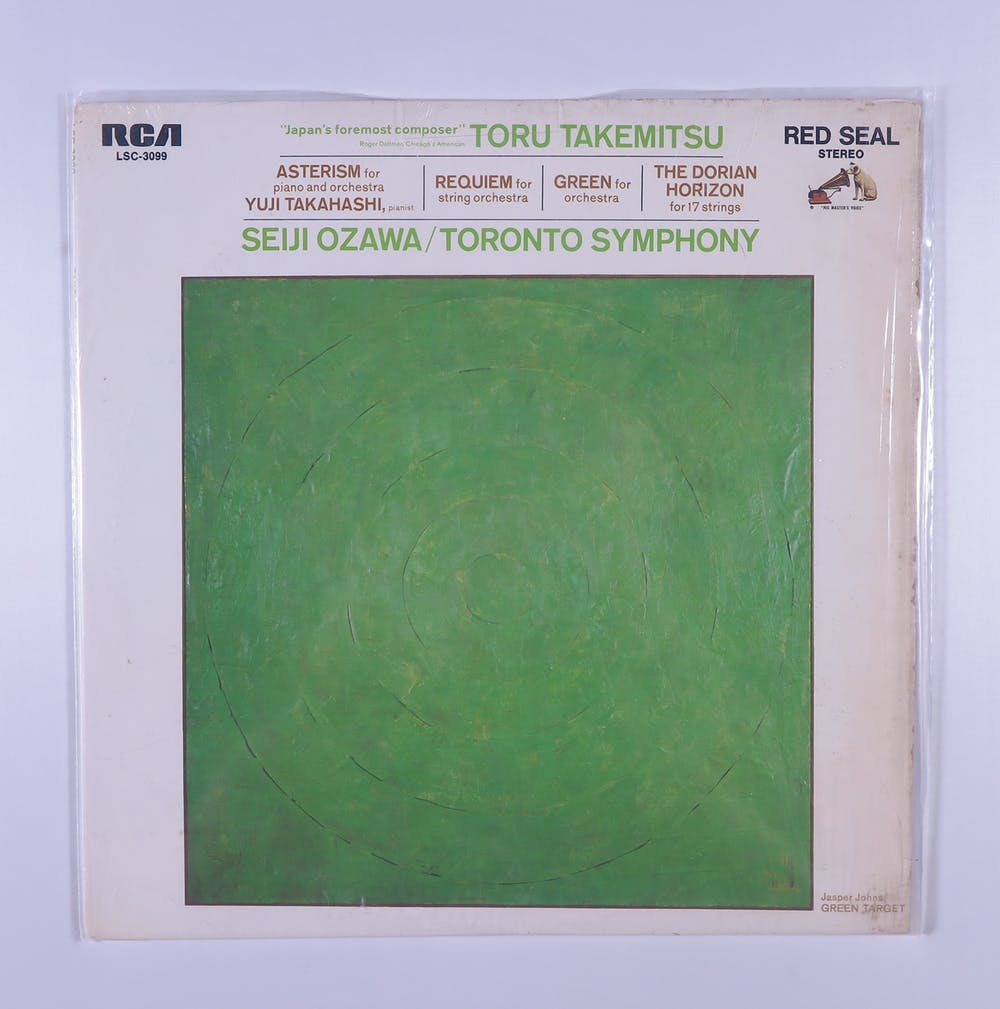 RCA
LSC-3099
"Japan's foremost composer" TORU TAKEMITSU
Roger Dettmer/Chicago's American
ASTERISM for
piano and orchestra
YUJI TAKAHASHI, pianist
REQUIEM for
string orchestra
GREEN for
orchestra
THE DORIAN
HORIZON
for 17 strings
SEIJI OZAWA/TORONTO SYMPHONY
RED SEAL
STEREO
"HIS MASTER'S VOICE"
Jasper Johns/
GREEN TARGET